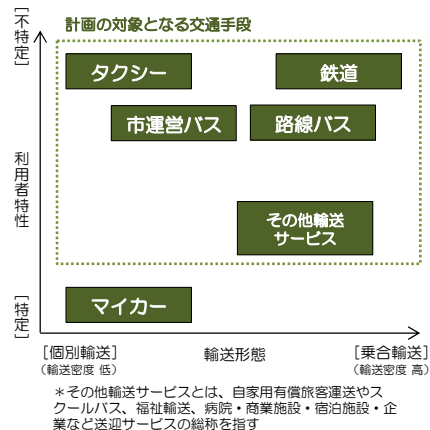 計画の対象となる交通手段
[不特定]
タクシー
鉄道
市運営バス
路線バス
利用者特性
その他輸送
サービス
[特定]
マイカー
[個別輸送]
(輸送密度 低)
輸送形態
[乗合輸送]
(輸送密度 高)
＊その他輸送サービスとは、自家用有償旅客運送やス
クールバス、福祉輸送、病院・商業施設・宿泊施設・企
業など送迎サービスの総称を指す